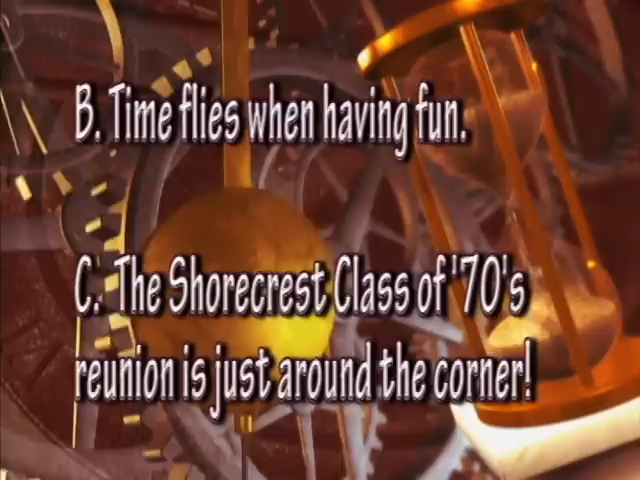 B. Time flies when having fun.
C. The Shorecrest Class of '70's
reunion is just around the corner!